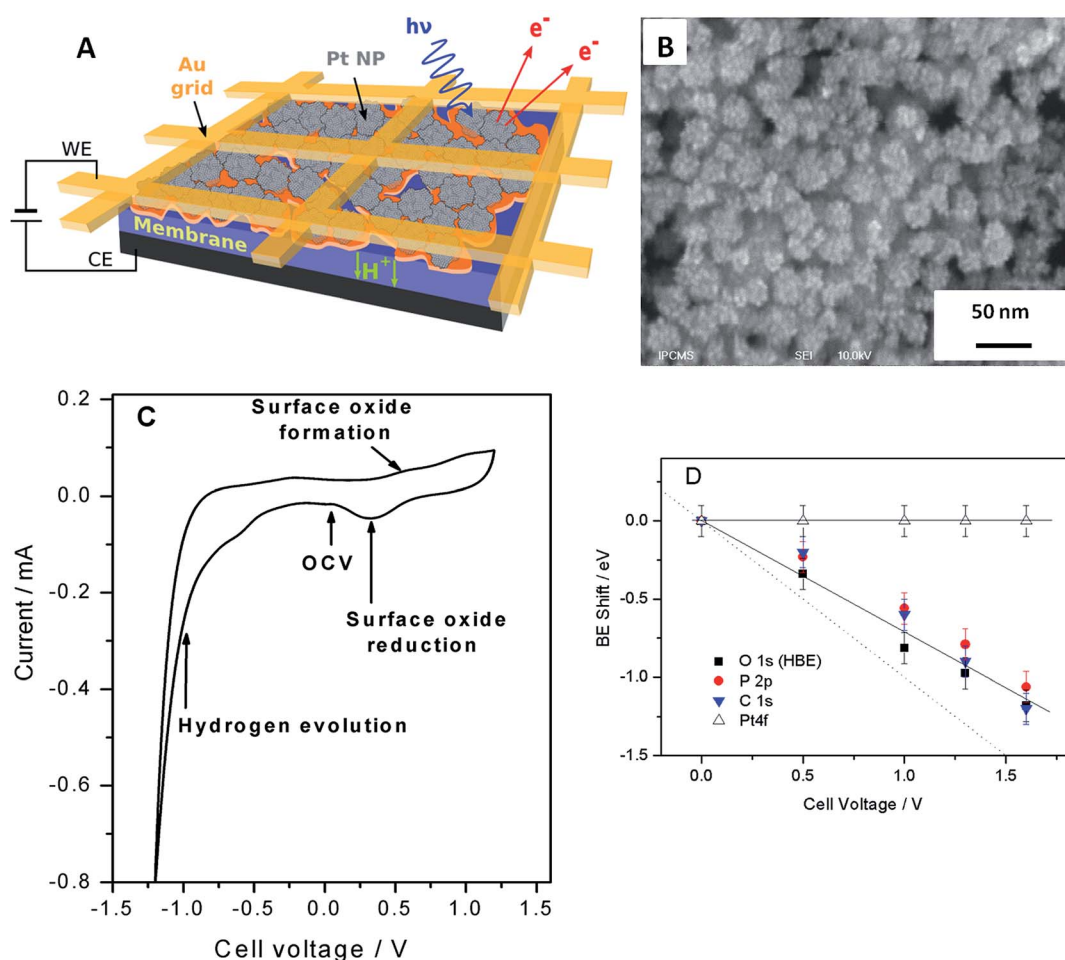 A
hν
e-
e-
Pt NP
Au
grid
WE
Membrane
CE
H+
B
50 nm
IPCMS SEI 10.0kV
C
Surface oxide
formation
OCV
Surface oxide
reduction
Hydrogen evolution
0.2
0.0
-0.2
-0.4
-0.6
-0.8
Current / mA
-1.5 -1.0 -0.5 0.0 0.5 1.0 1.5
Cell voltage / V
D
0.0
-0.5
-1.0
-1.5
BE Shift / eV
O 1s (HBE)
P 2p
C 1s
Pt4f
0.0 0.5 1.0 1.5
Cell Voltage / V